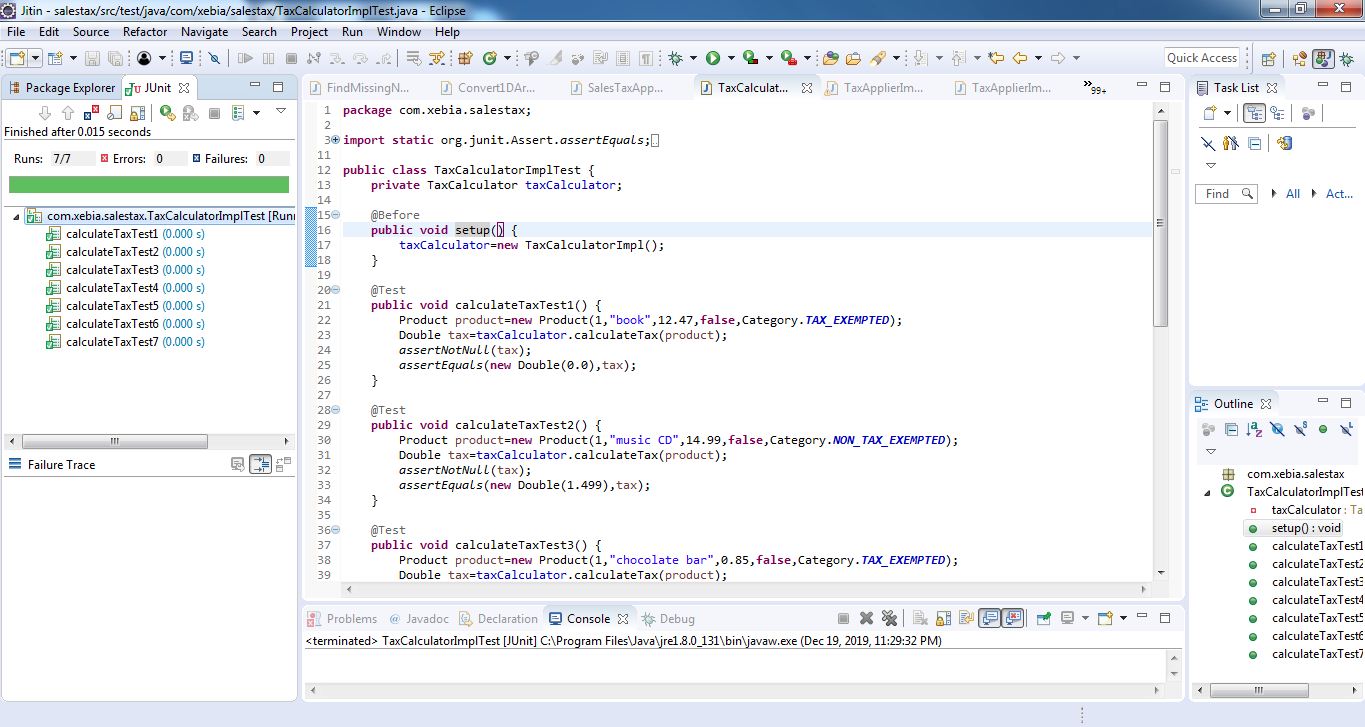 Jitin - salestax/src/test/java/com/xebia/salestax/TaxCalculatorImplTest.java - Eclipse
File Edit Source Refactor Navigate Search Project Run Window Help
Quick Access
Package Explorer JUnit
Finished after 0.015 seconds
Runs: 7/7 Errors: 0 Failures: 0
com.xebia.salestax.TaxCalculatorImplTest [Runn
calculateTaxTest1 (0.000 s)
calculateTaxTest2 (0.000 s)
calculateTaxTest3 (0.000 s)
calculateTaxTest4 (0.000 s)
calculateTaxTest5 (0.000 s)
calculateTaxTest6 (0.000 s)
calculateTaxTest7 (0.000 s)
Failure Trace
FindMissingN... Convert1DAr... SalesTaxApp... TaxCalculat... TaxApplierIm... TaxApplierIm... »99+
1 package com.xebia.salestax;
2
3 import static org.junit.Assert.assertEquals;
11
12 public class TaxCalculatorImplTest {
13 private TaxCalculator taxCalculator;
14
15 @Before
16 public void setup() {
17 taxCalculator=new TaxCalculatorImpl();
18 }
19
20 @Test
21 public void calculateTaxTest1() {
22 Product product=new Product(1,"book",12.47,false,Category.TAX_EXEMPTED);
23 Double tax=taxCalculator.calculateTax(product);
24 assertNotNull(tax);
25 assertEquals(new Double(0.0),tax);
26 }
27
28 @Test
29 public void calculateTaxTest2() {
30 Product product=new Product(1,"music CD",14.99,false,Category.NON_TAX_EXEMPTED);
31 Double tax=taxCalculator.calculateTax(product);
32 assertNotNull(tax);
33 assertEquals(new Double(1.499),tax);
34 }
35
36 @Test
37 public void calculateTaxTest3() {
38 Product product=new Product(1,"chocolate bar",0.85,false,Category.TAX_EXEMPTED);
39 Double tax=taxCalculator.calculateTax(product);
Problems Javadoc Declaration Console Debug
<terminated> TaxCalculatorImplTest [JUnit] C:\Program Files\Java\jre1.8.0_131\bin\javaw.exe (Dec 19, 2019, 11:29:32 PM)
Task List
Find All Act...
Outline
com.xebia.salestax
TaxCalculatorImplTest
taxCalculator : Ta
setup() : void
calculateTaxTest1
calculateTaxTest2
calculateTaxTest3
calculateTaxTest4
calculateTaxTest5
calculateTaxTest6
calculateTaxTest7